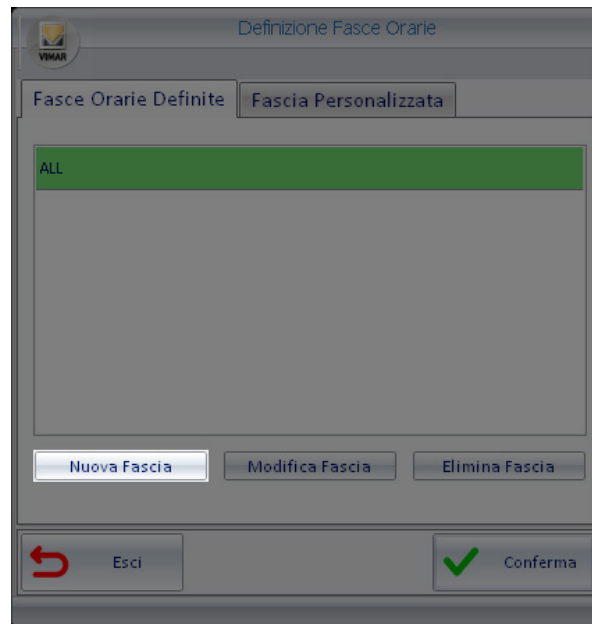 Definizione Fasce Orarie
VIMAR
Fasce Orarie Definite Fascia Personalizzata
ALL
Nuova Fascia Modifica Fascia Elimina Fascia
Esci Conferma